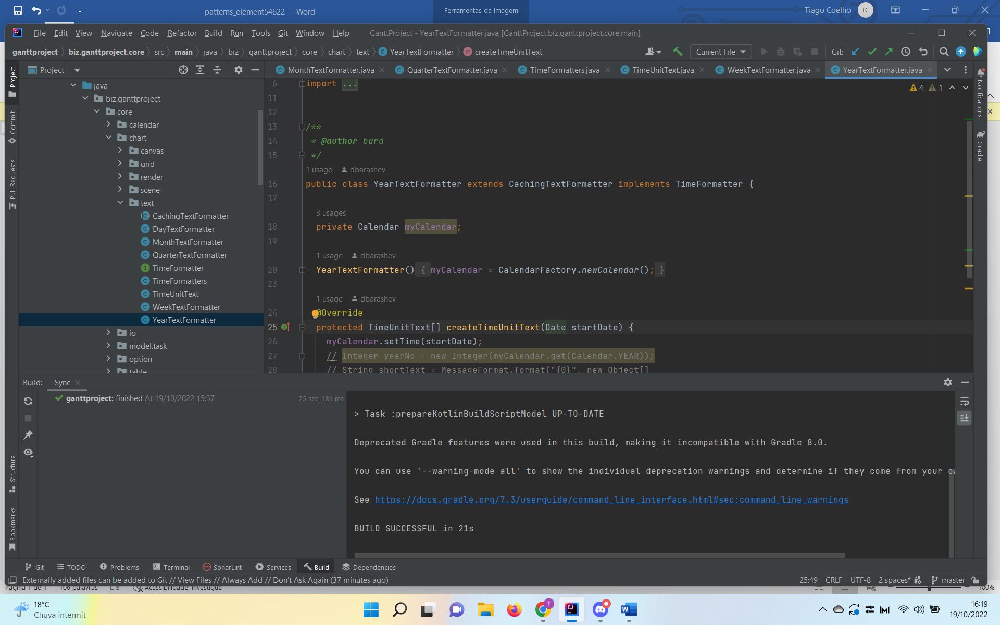 patterns_element54622 - Word
Ferramentas de Imagem
Tiago Coelho TC
File Edit View Navigate Code Refactor Build Run Tools Git Window Help GanttProject - YearTextFormatter.java [GanttProject.biz.ganttproject.core.main]
ganttproject biz.ganttproject.core src main java biz ganttproject core chart text YearTextFormatter createTimeUnitText Current File Git:
Project
MonthTextFormatter.java QuarterTextFormatter.java TimeFormatters.java TimeUnitText.java WeekTextFormatter.java YearTextFormatter.java
Project
Commit
Pull Requests
Structure
Bookmarks
java
biz.ganttproject
core
calendar
chart
canvas
grid
render
scene
text
CachingTextFormatter
DayTextFormatter
MonthTextFormatter
QuarterTextFormatter
TimeFormatter
TimeFormatters
TimeUnitText
WeekTextFormatter
YearTextFormatter
io
model.task
option
table
4 1
6 import ...
11
12
13 /**
14 * @author bard
15 */
1 usage dbarashev
16 public class YearTextFormatter extends CachingTextFormatter implements TimeFormatter {
17
3 usages
18 private Calendar myCalendar;
19
1 usage dbarashev
20 YearTextFormatter() { myCalendar = CalendarFactory.newCalendar(); }
23
1 usage dbarashev
24 @Override
25 protected TimeUnitText[] createTimeUnitText(Date startDate) {
26 myCalendar.setTime(startDate);
27 // Integer yearNo = new Integer(myCalendar.get(Calendar.YEAR));
28 // String shortText = MessageFormat.format("{0}", new Object[]
Notifications
Gradle
Build: Sync
ganttproject: finished At 19/10/2022 15:37 25 sec, 181 ms
> Task :prepareKotlinBuildScriptModel UP-TO-DATE
Deprecated Gradle features were used in this build, making it incompatible with Gradle 8.0.
You can use '--warning-mode all' to show the individual deprecation warnings and determine if they come from your ow
See https://docs.gradle.org/7.3/userguide/command_line_interface.html#sec:command_line_warnings
BUILD SUCCESSFUL in 21s
Git TODO Problems Terminal SonarLint Services Build Dependencies
Externally added files can be added to Git // View Files // Always Add // Don't Ask Again (37 minutes ago) 25:49 CRLF UTF-8 2 spaces* master
Página 1 de 1 106 palavras Acessibilidade: investigue 100%
18°C
Chuva intermit
16:19
19/10/2022